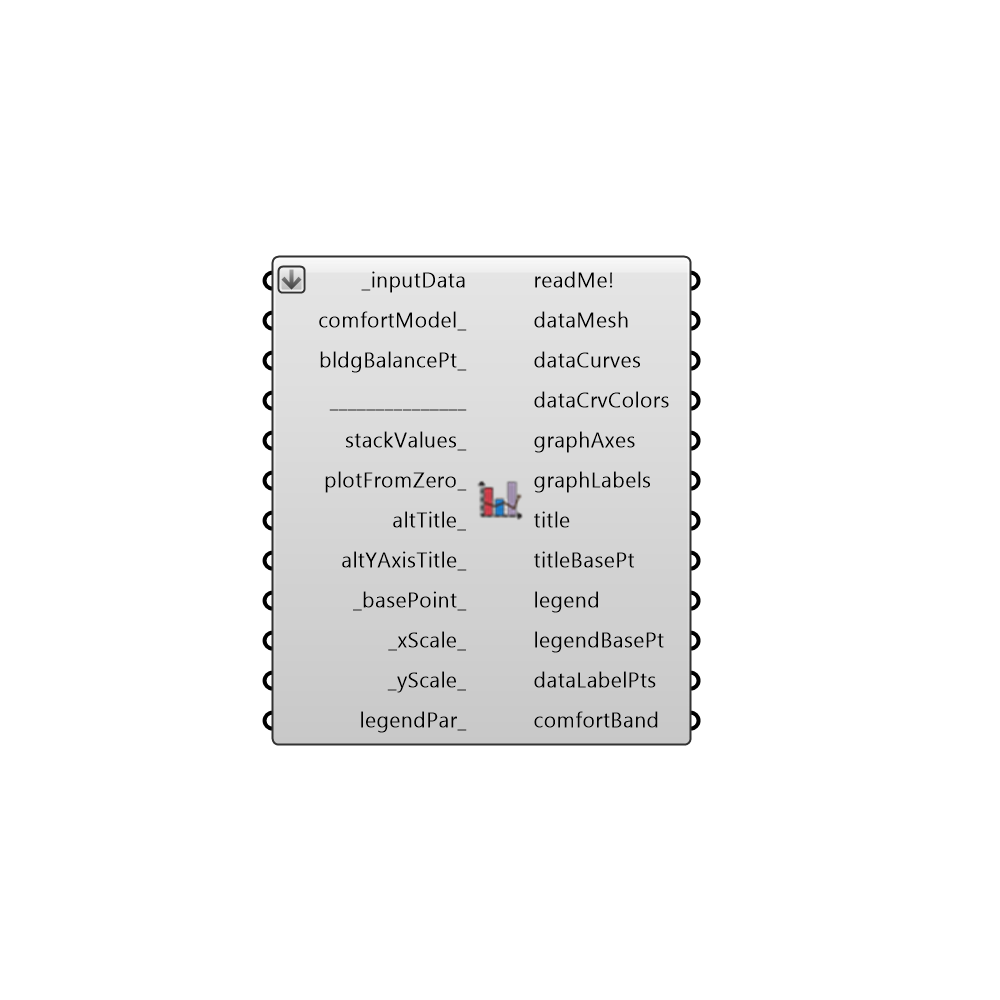 _inputData readMe!
comfortModel_ dataMesh
bldgBalancePt_ dataCurves
_______________ dataCrvColors
stackValues_ graphAxes
plotFromZero_ graphLabels
altTitle_ title
altYAxisTitle_ titleBasePt
_basePoint_ legend
_xScale_ legendBasePt
_yScale_ dataLabelPts
legendPar_ comfortBand